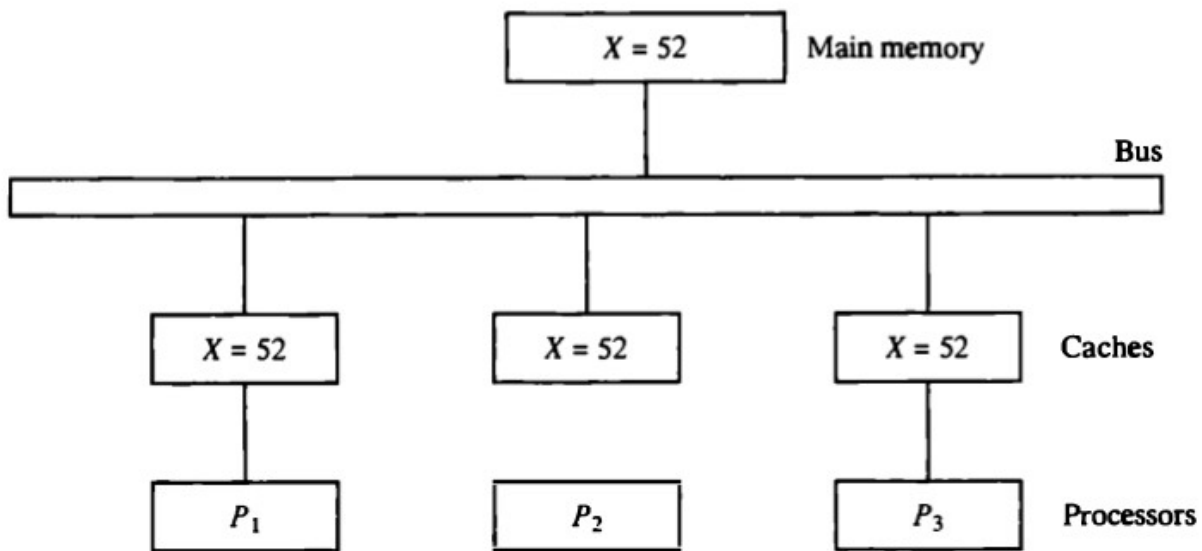 X = 52 Main memory
Bus
X = 52 X = 52 X = 52 Caches
P₁ P₂ P₃ Processors